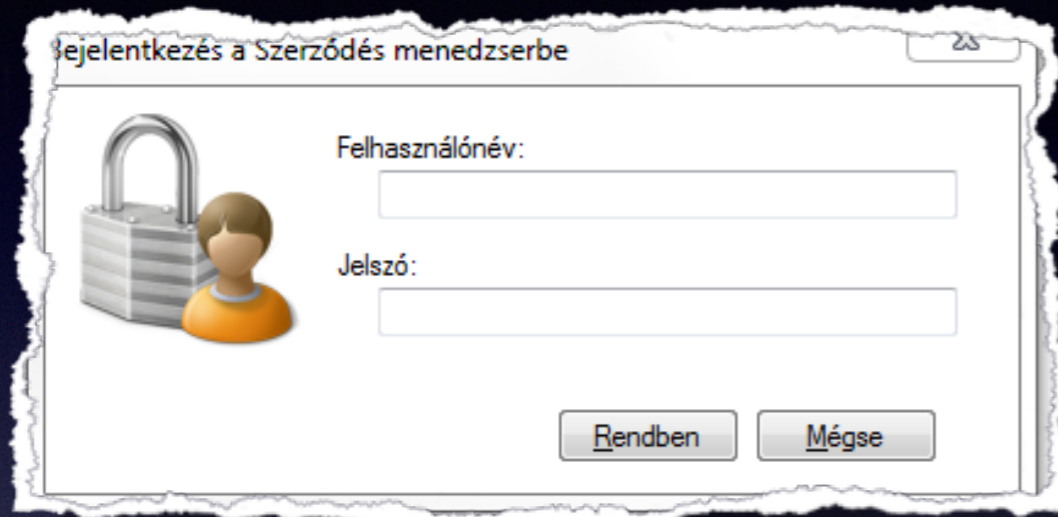 Bejelentkezés a Szerződés menedzserbe
Felhasználónév:
Jelszó:
Rendben
Mégse